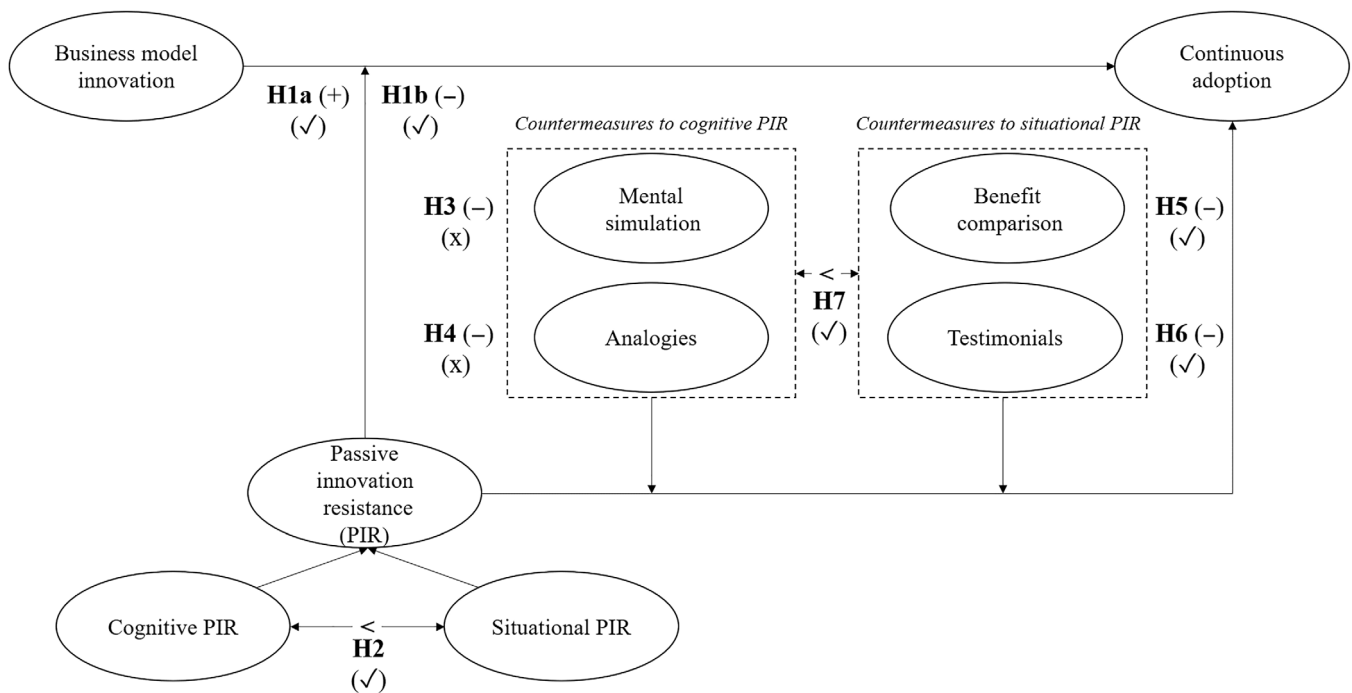 Business model
innovation
Continuous
adoption
H1a (+)
(✓)
H1b (–)
(✓)
Countermeasures to cognitive PIR
Countermeasures to situational PIR
H3 (–)
(x)
Mental
simulation
Benefit
comparison
H5 (–)
(✓)
<
H7
(✓)
H4 (–)
(x)
Analogies
Testimonials
H6 (–)
(✓)
Passive
innovation
resistance
(PIR)
Cognitive PIR
<
H2
(✓)
Situational PIR